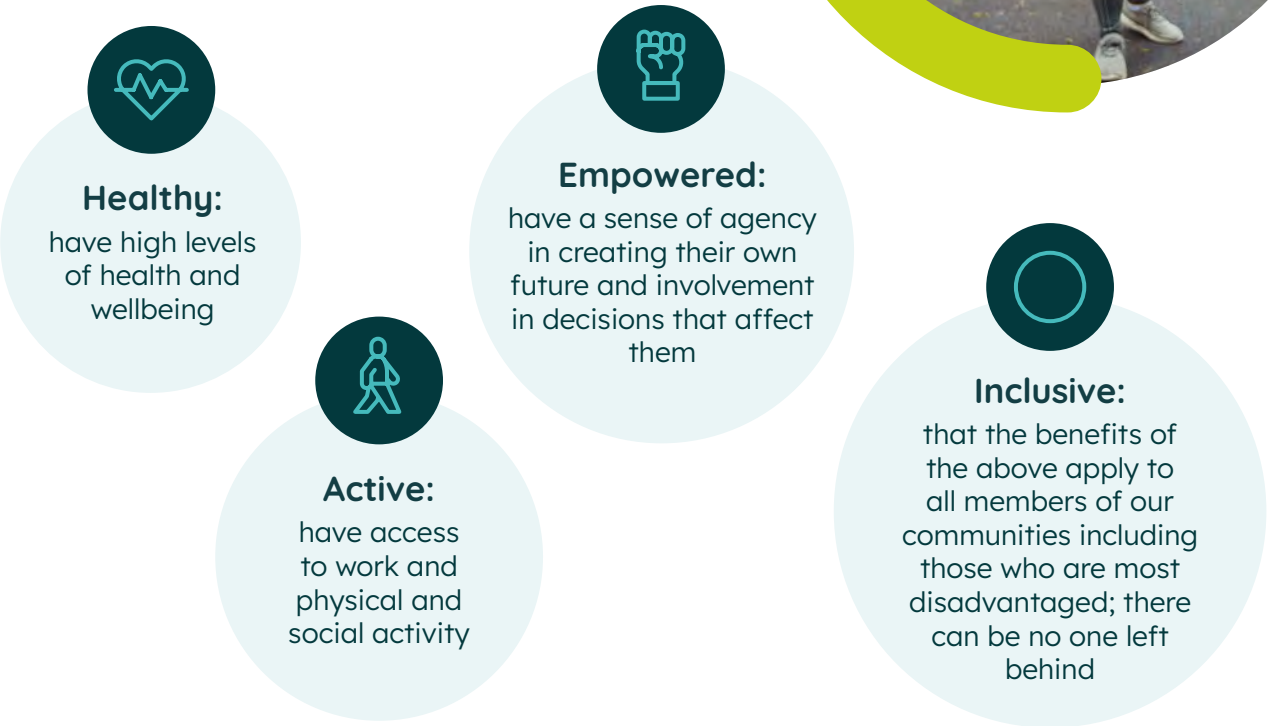 Healthy:
have high levels
of health and
wellbeing
Active:
have access
to work and
physical and
social activity
Empowered:
have a sense of agency
in creating their own
future and involvement
in decisions that affect
them
Inclusive:
that the benefits of
the above apply to
all members of our
communities including
those who are most
disadvantaged; there
can be no one left
behind